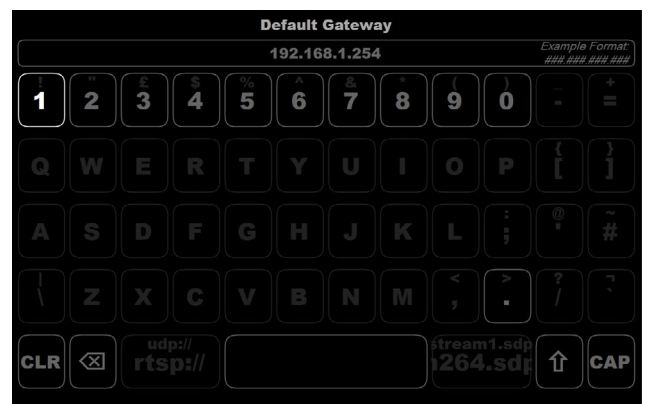 Default Gateway
192.168.1.254
Example Format:
###.###.###.###
! " £ $ % ^ & * ( ) _ +
1 2 3 4 5 6 7 8 9 0 - =
{ }
Q W E R T Y U I O P [ ]
: @ ~
A S D F G H J K L ; ' #
| < > ? ¬
\ Z X C V B N M , . / `
udp:// stream1.sdp
CLR rtsp:// h264.sdp CAP